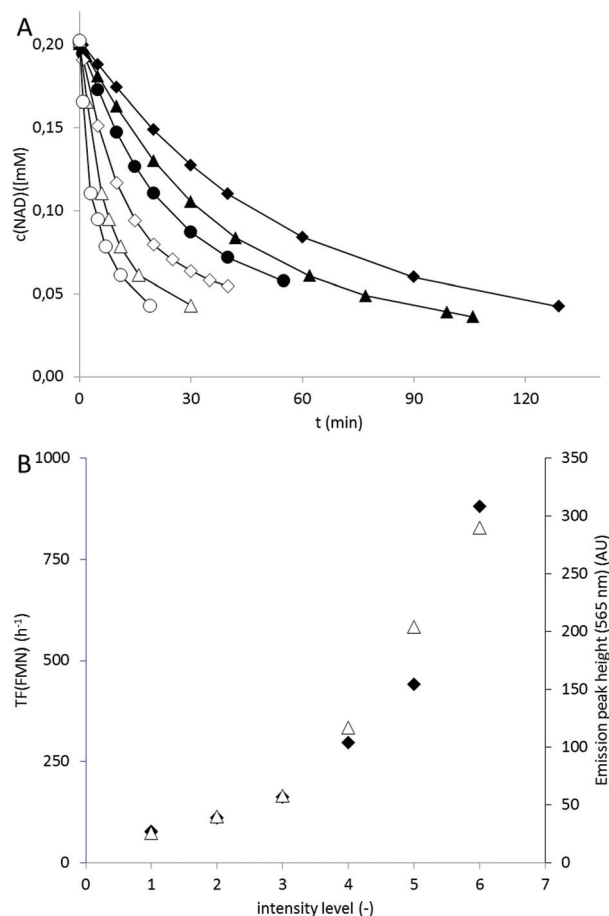 A
0,20
0,15
0,10
0,05
0,00
c(NAD)([mM)
0 30 60 90 120
t (min)
B
1000
750
500
250
0
TF(FMN) (h-1)
350
300
250
200
150
100
50
0
Emission peak height (565 nm) (AU)
0 1 2 3 4 5 6 7
intensity level (-)